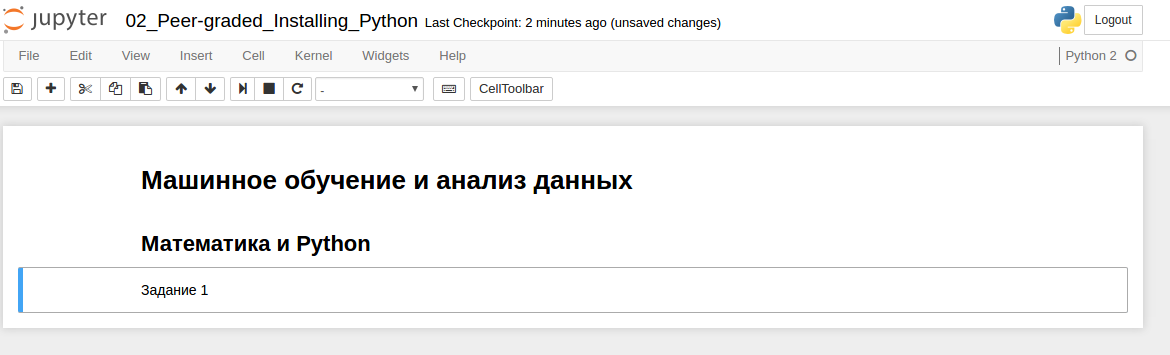 jupyter 02_Peer-graded_Installing_Python Last Checkpoint: 2 minutes ago (unsaved changes) Logout
File Edit View Insert Cell Kernel Widgets Help Python 2
- CellToolbar
Машинное обучение и анализ данных
Математика и Python
Задание 1